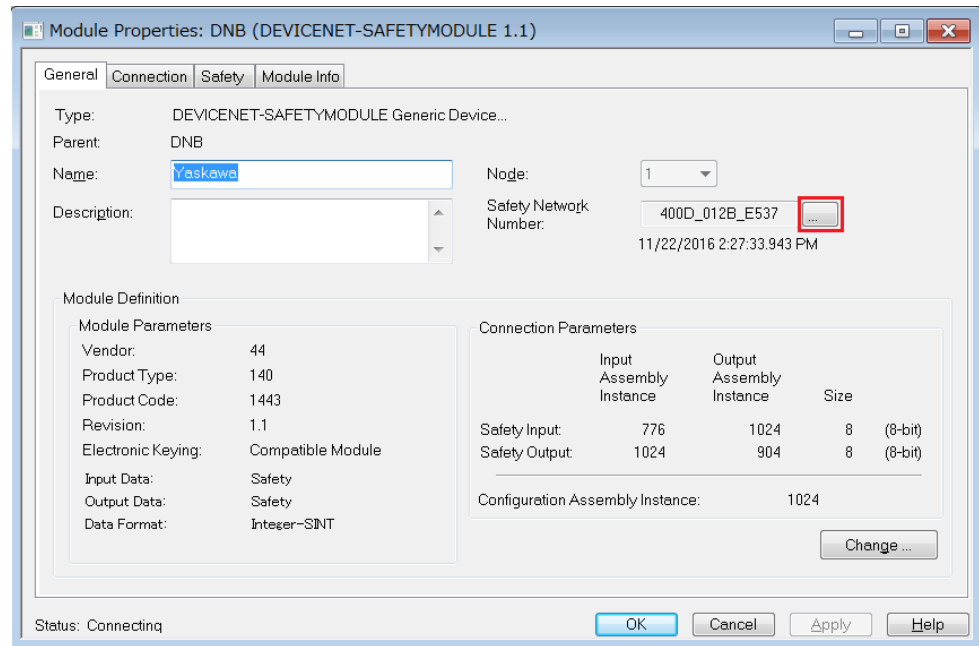 Module Properties: DNB (DEVICENET-SAFETYMODULE 1.1)
General Connection Safety Module Info
Type: DEVICENET-SAFETYMODULE Generic Device...
Parent: DNB
Name: Yaskawa
Node: 1
Description:
Safety Network Number: 400D_012B_E537 ...
11/22/2016 2:27:33.943 PM
Module Definition
Module Parameters
Vendor: 44
Product Type: 140
Product Code: 1443
Revision: 1.1
Electronic Keying: Compatible Module
Input Data: Safety
Output Data: Safety
Data Format: Integer-SINT
Connection Parameters
Input Assembly Instance Output Assembly Instance Size
Safety Input: 776 1024 8 (8-bit)
Safety Output: 1024 904 8 (8-bit)
Configuration Assembly Instance: 1024
Change ...
Status: Connecting
OK Cancel Apply Help